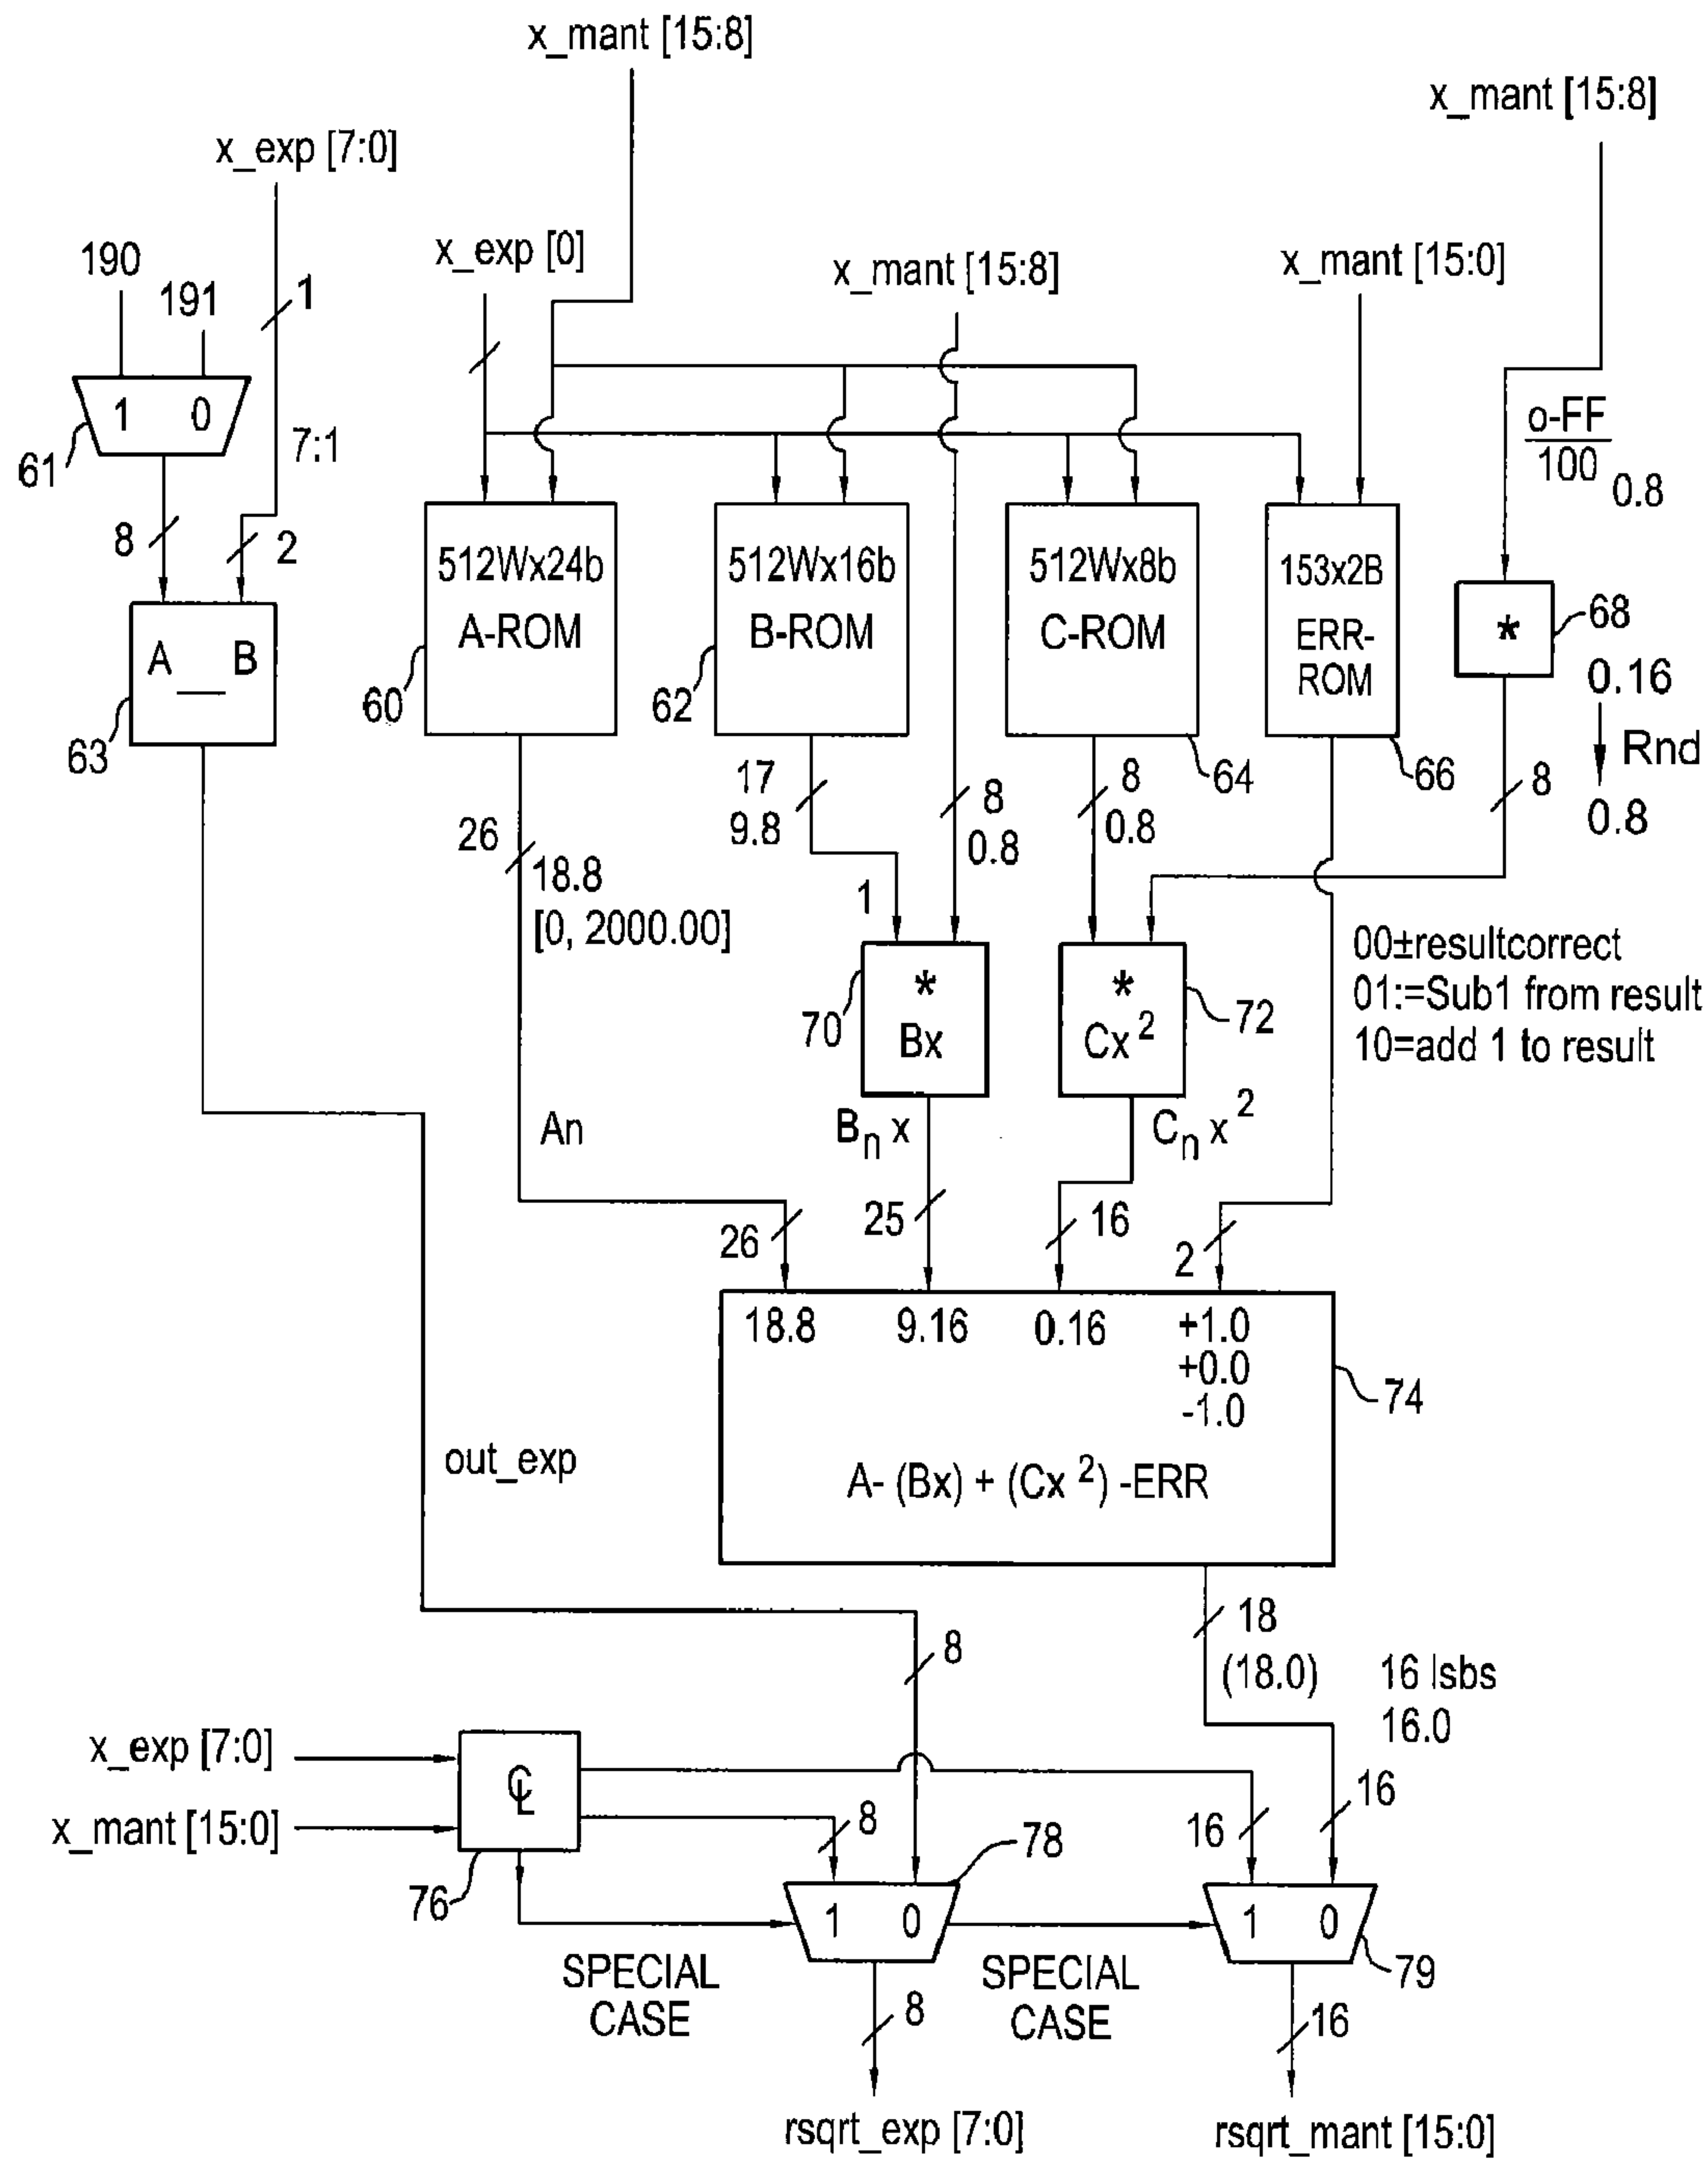 x_mant [15:8]
x_mant [15:8]
x_exp [7:0]
190
191
1
x_exp [0]
x_mant [15:8]
x_mant [15:0]
1 0
61
7:1
8
2
o-FF
100
0.8
A _ B
63
512Wx24b
A-ROM
60
512Wx16b
B-ROM
62
512Wx8b
C-ROM
64
153x2B
ERR-
ROM
66
*
68
0.16
Rnd
0.8
8
26
18.8
[0, 2000.00]
17
9.8
1
8
0.8
8
0.8
*
Bx
70
*
Cx 2
72
00±resultcorrect
01:=Sub1 from result
10=add 1 to result
An
Bn x
Cn x 2
26
25
16
2
18.8 9.16 0.16 +1.0
+0.0
-1.0
74
A- (Bx) + (Cx 2) -ERR
out_exp
8
18
(18.0)
16 lsbs
16.0
x_exp [7:0]
x_mant [15:0]
CL
76
8
16
16
78
1 0
1 0
79
SPECIAL
CASE
SPECIAL
CASE
8
16
rsqrt_exp [7:0]
rsqrt_mant [15:0]